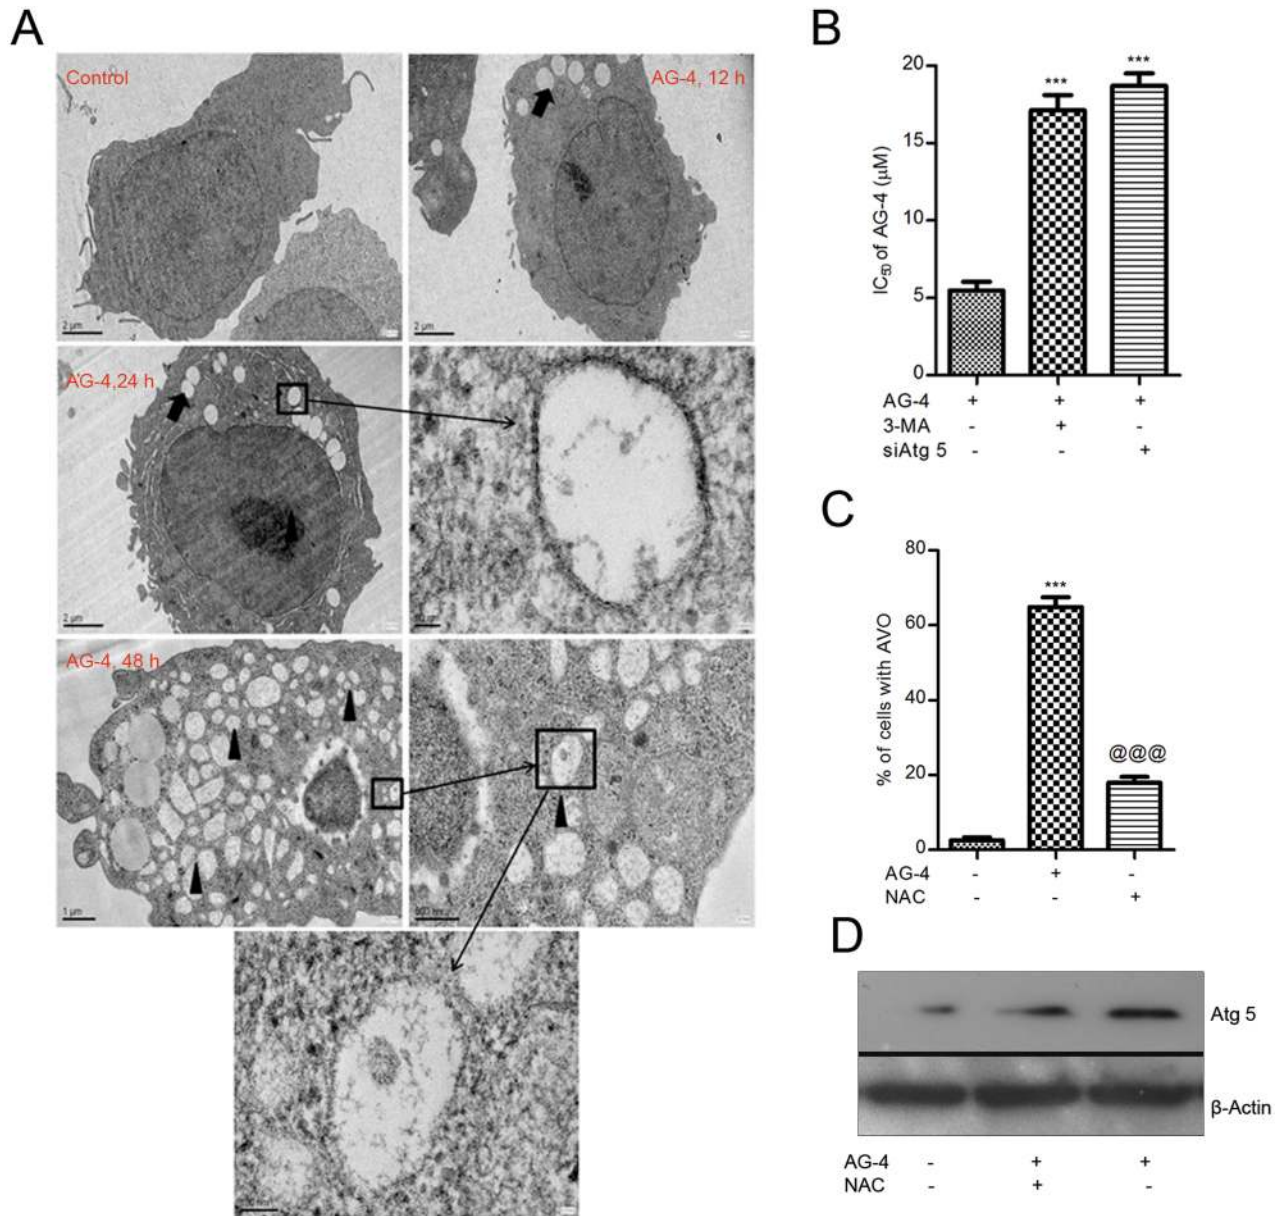 A
Control
AG-4, 12 h
2 µm
2 µm
AG-4,24 h
2 µm
AG-4, 48 h
1 µm
B
***
***
20
15
10
5
0
IC50 of AG-4 (µM)
AG-4 + + +
3-MA - + -
siAtg 5 - - +
C
80
60
40
20
0
***
@@@
% of cells with AVO
AG-4 - + -
NAC - - +
D
Atg 5
β-Actin
AG-4 - + +
NAC - + -